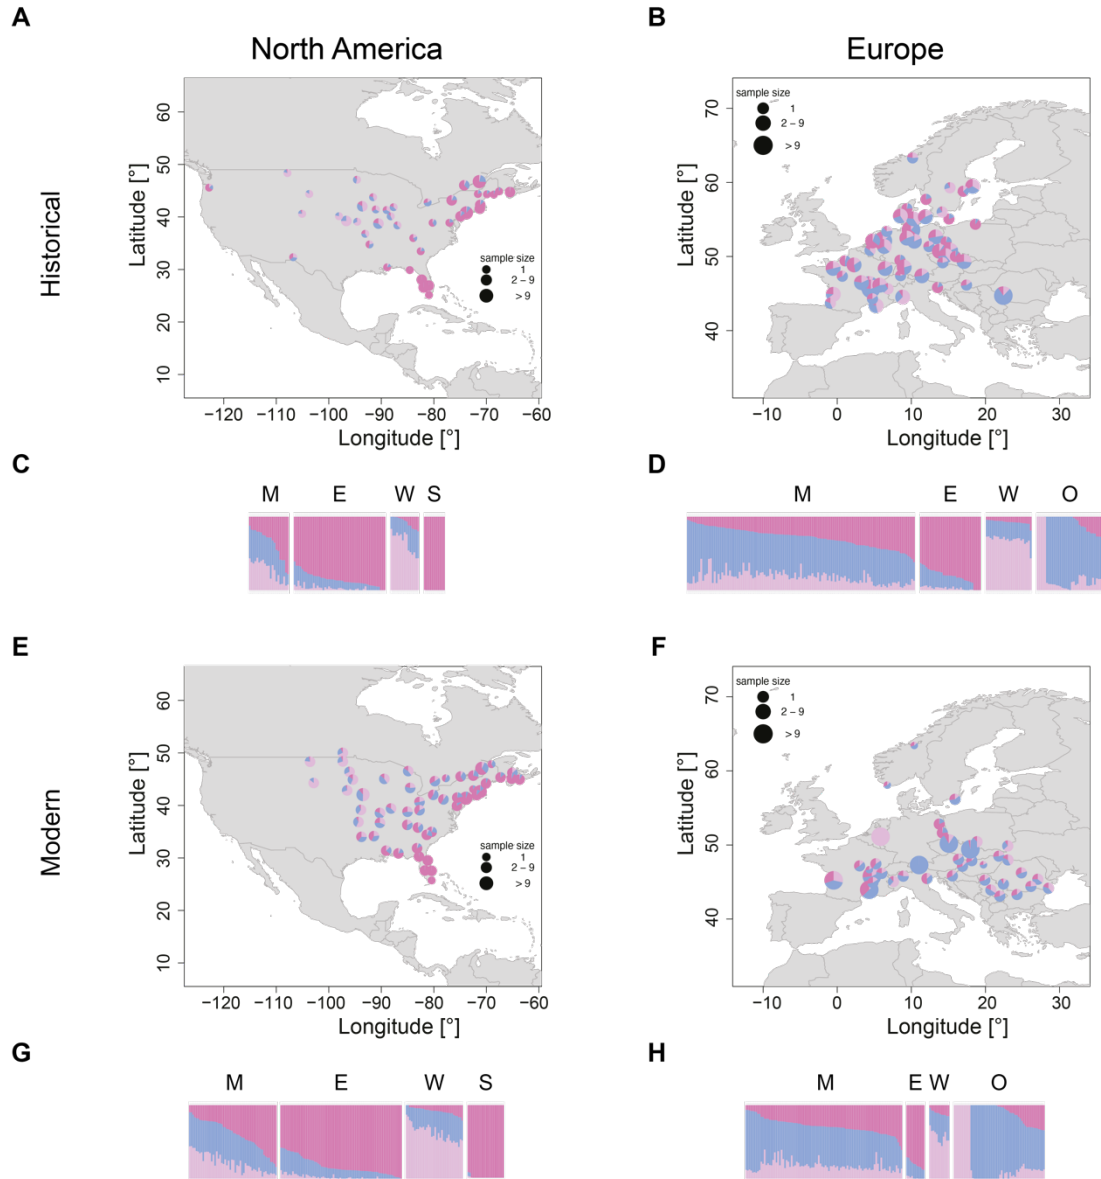 A
B
North America
Europe
Historical
Latitude [°]
60
50
40
30
20
10
sample size
1
2 – 9
> 9
−120 −110 −100 −90 −80 −70 −60
Longitude [°]
Latitude [°]
70
60
50
40
sample size
1
2 – 9
> 9
−10 0 10 20 30
Longitude [°]
C
M E W S
D
M E W O
E
F
Modern
Latitude [°]
60
50
40
30
20
10
sample size
1
2 – 9
> 9
−120 −110 −100 −90 −80 −70 −60
Longitude [°]
Latitude [°]
70
60
50
40
sample size
1
2 – 9
> 9
−10 0 10 20 30
Longitude [°]
G
M E W S
H
M E W O